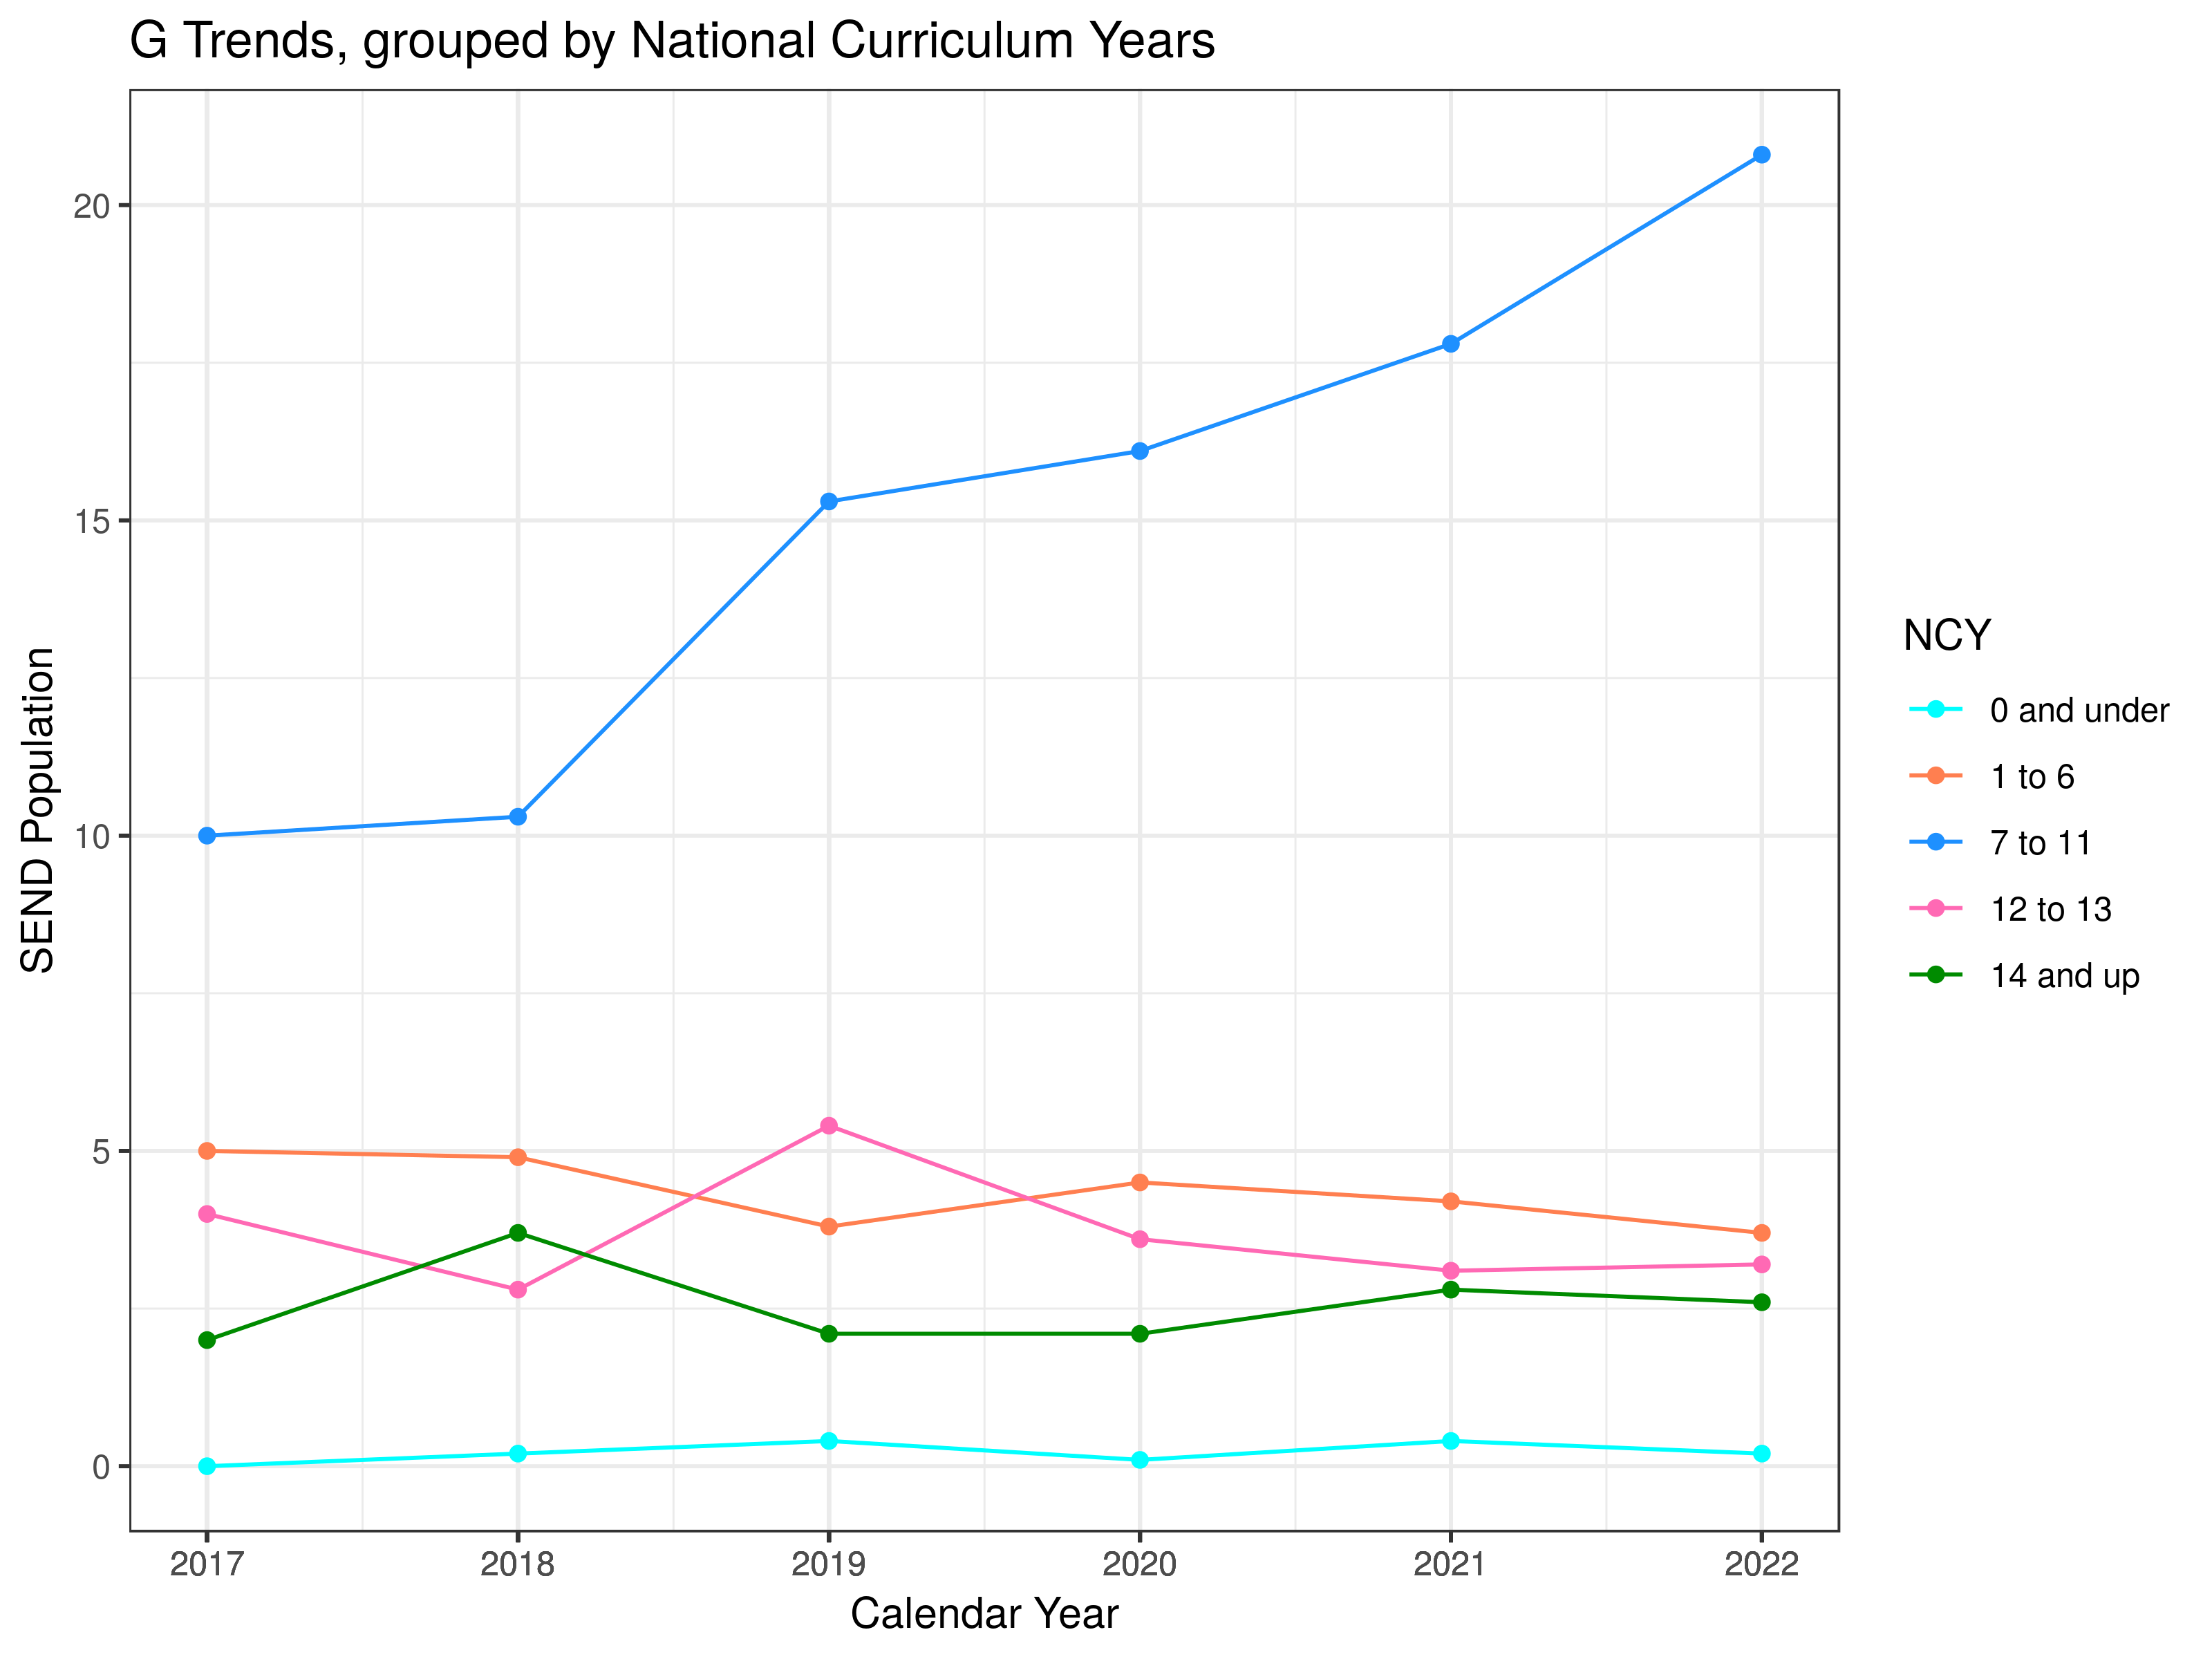 G Trends, grouped by National Curriculum Years
SEND Population
20
15
10
5
0
2017 2018 2019 2020 2021 2022
Calendar Year
NCY
0 and under
1 to 6
7 to 11
12 to 13
14 and up